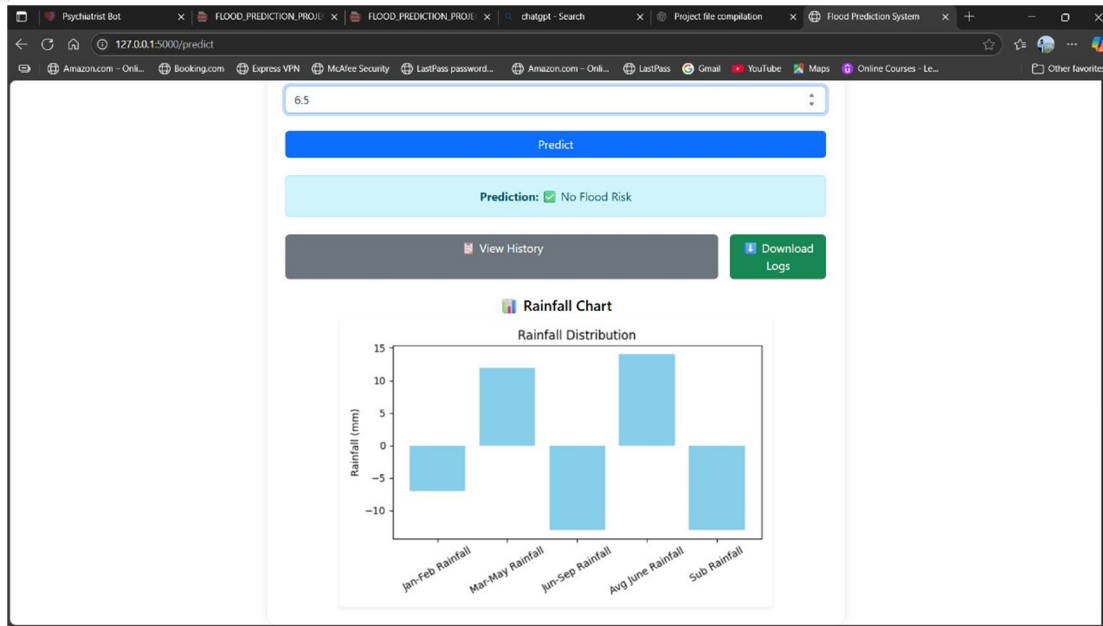 Psychiatrist Bot
FLOOD_PREDICTION_PROJE
FLOOD_PREDICTION_PROJE
chatgpt - Search
Project file compilation
Flood Prediction System
127.0.0.1:5000/predict
Amazon.com – Onli...
Booking.com
Express VPN
McAfee Security
LastPass password...
Amazon.com – Onli...
LastPass
Gmail
YouTube
Maps
Online Courses - Le...
Other favorites
6.5
Predict
Prediction: ✅ No Flood Risk
View History
Download
Logs
Rainfall Chart
Rainfall Distribution
15
10
5
0
−5
−10
Rainfall (mm)
Jan-Feb Rainfall
Mar-May Rainfall
Jun-Sep Rainfall
Avg June Rainfall
Sub Rainfall